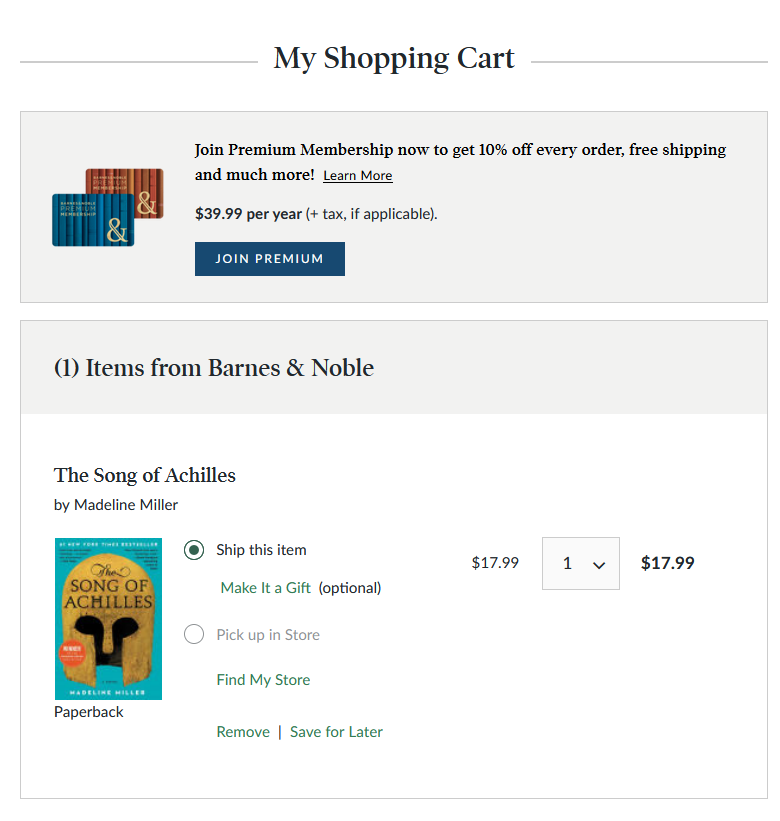 My Shopping Cart
Join Premium Membership now to get 10% off every order, free shipping
and much more! Learn More
BARNES & NOBLE
PREMIUM
MEMBERSHIP
&
BARNES & NOBLE
PREMIUM
MEMBERSHIP
&
$39.99 per year (+ tax, if applicable).
JOIN PREMIUM
(1) Items from Barnes & Noble
The Song of Achilles
by Madeline Miller
#1 NEW YORK TIMES BESTSELLER
The
SONG OF
ACHILLES
MADELINE MILLER
Ship this item
$17.99
1
$17.99
Make It a Gift (optional)
Pick up in Store
Find My Store
Paperback
Remove | Save for Later